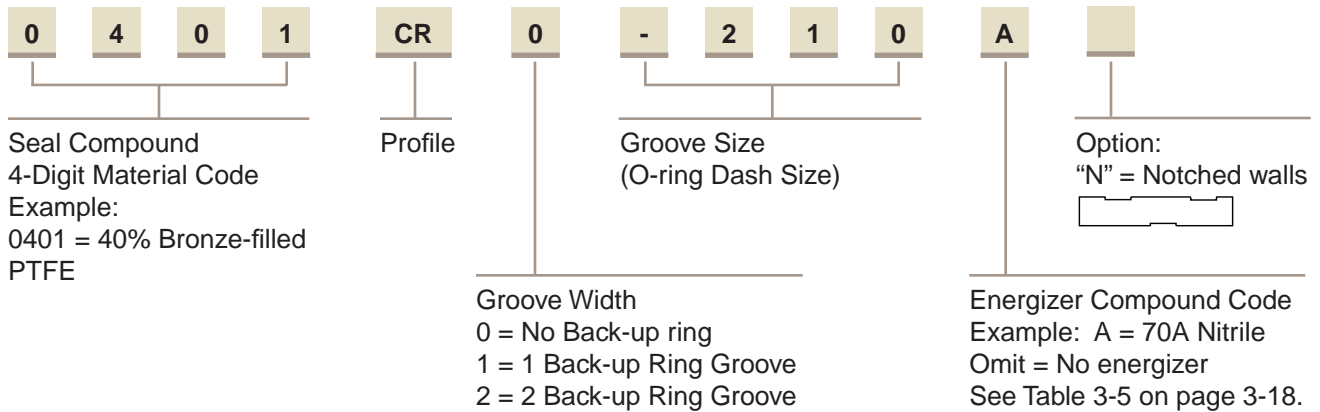 0 4 0 1 CR 0 - 2 1 0 A
Seal Compound
4-Digit Material Code
Example:
0401 = 40% Bronze-filled
PTFE
Profile
Groove Size
(O-ring Dash Size)
Option:
“N” = Notched walls
Groove Width
0 = No Back-up ring
1 = 1 Back-up Ring Groove
2 = 2 Back-up Ring Groove
Energizer Compound Code
Example: A = 70A Nitrile
Omit = No energizer
See Table 3-5 on page 3-18.